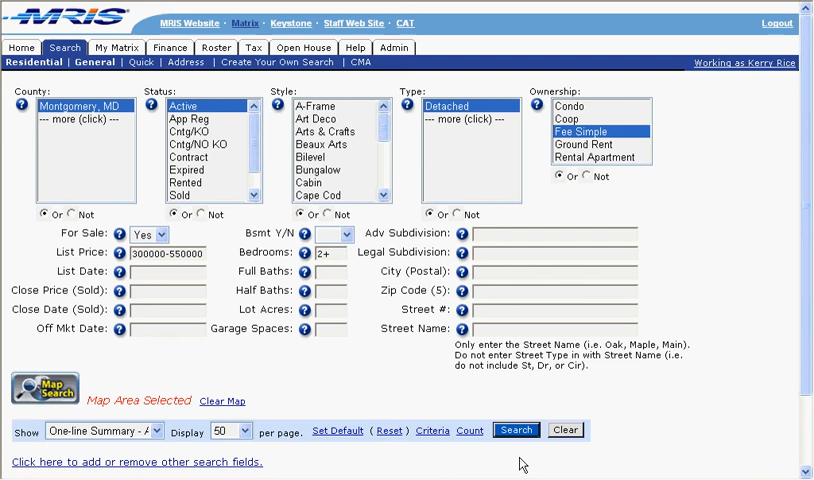 MRIS
MRIS Website · Matrix · Keystone · Staff Web Site · CAT
Logout
Home Search My Matrix Finance Roster Tax Open House Help Admin
Residential | General | Quick | Address | Create Your Own Search | CMA
Working as Kerry Rice
County: Status: Style: Type: Ownership:
Montgomery, MD
--- more (click) ---
Or Not
Active
App Reg
Cntg/KO
Cntg/NO KO
Contract
Expired
Rented
Sold
Or Not
A-Frame
Art Deco
Arts & Crafts
Beaux Arts
Bilevel
Bungalow
Cabin
Cape Cod
Or Not
Detached
--- more (click) ---
Or Not
Condo
Coop
Fee Simple
Ground Rent
Rental Apartment
Or Not
For Sale: Yes Bsmt Y/N Adv Subdivision:
List Price: 300000-550000 Bedrooms: 2+ Legal Subdivision:
List Date: Full Baths: City (Postal):
Close Price (Sold): Half Baths: Zip Code (5):
Close Date (Sold): Lot Acres: Street #:
Off Mkt Date: Garage Spaces: Street Name:
Only enter the Street Name (i.e. Oak, Maple, Main).
Do not enter Street Type in with Street Name (i.e.
do not include St, Dr, or Cir).
Map Search
Map Area Selected Clear Map
Show One-line Summary - A Display 50 per page. Set Default ( Reset ) Criteria Count Search Clear
Click here to add or remove other search fields.